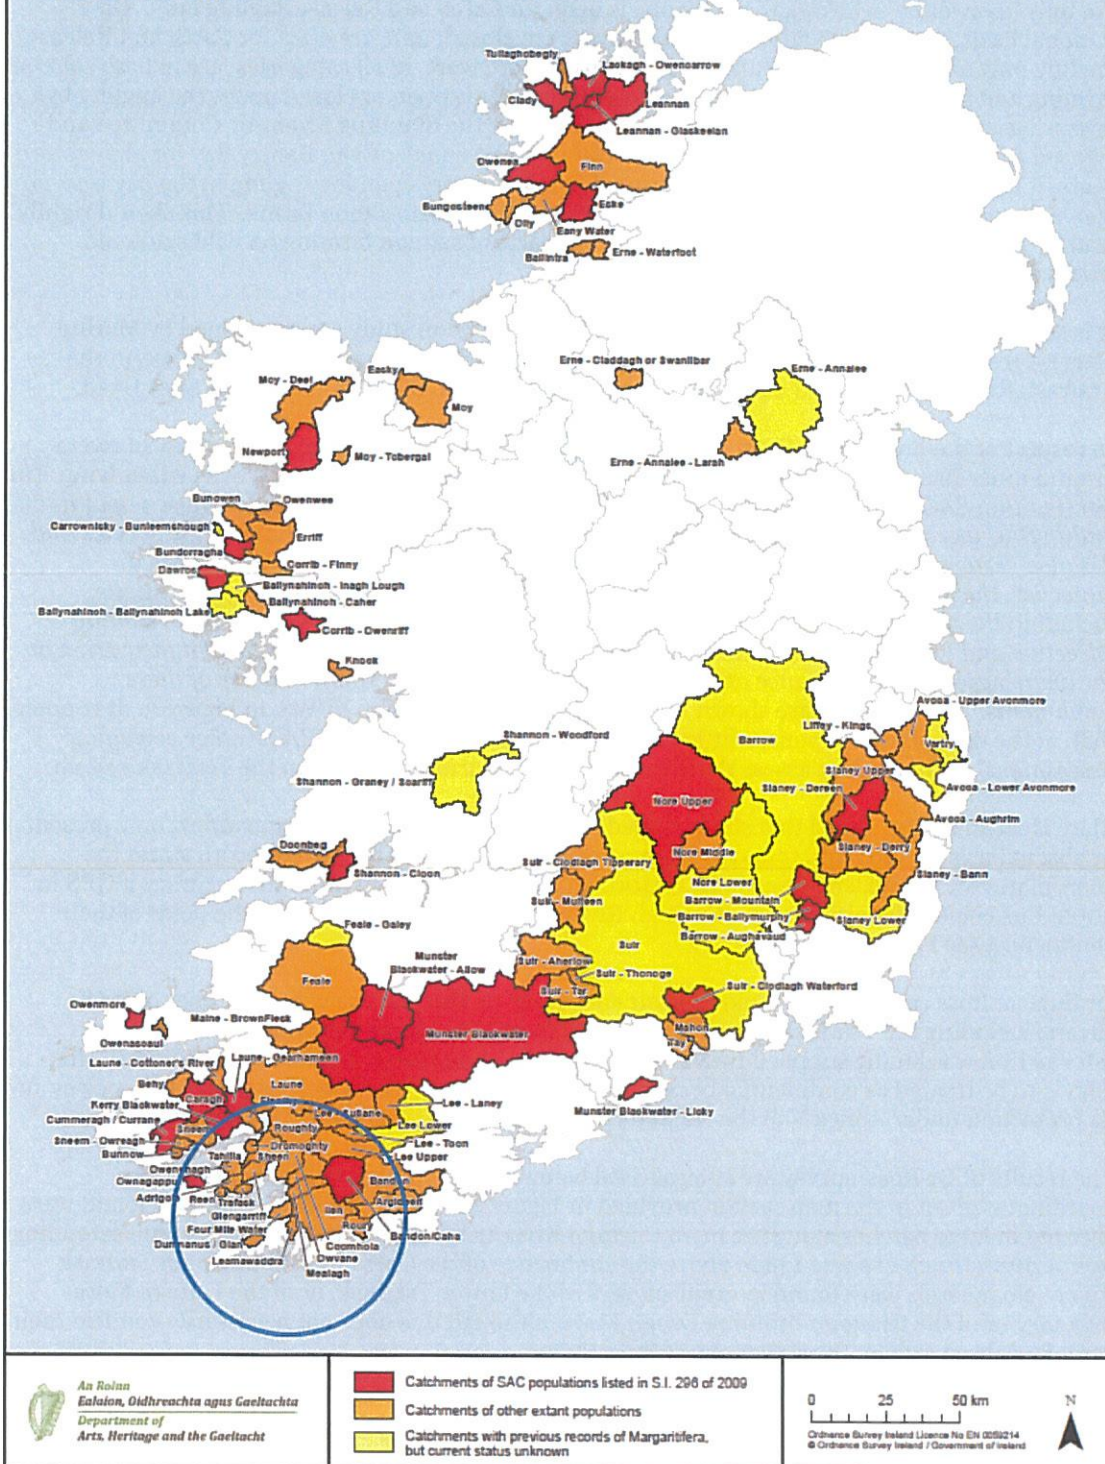 Tullaghobegly
Lackagh - Owencarrow
Clady
Leannan
Leannan - Glaskeelan
Owenea
Finn
Bungosteen
Eske
Oily
Eany Water
Ballintra
Erne - Waterfoot
Erne - Claddagh or Swanlibar
Erne - Annalee
Moy - Deel
Easky
Moy
Newport
Moy - Tobergal
Erne - Annalee - Larah
Bunowen
Owenwee
Carrownisky - Bunleemshough
Erriff
Bundorragha
Corrib - Finny
Dawros
Ballynahinch - Inagh Lough
Ballynahinch - Ballynahinch Lake
Ballynahinch - Caher
Corrib - Owenriff
Knock
Avoca - Upper Avonmore
Shannon - Woodford
Liffey - Kings
Barrow
Vartry
Slaney Upper
Shannon - Graney / Scariff
Slaney - Dereen
Avoca - Lower Avonmore
Nore Upper
Avoca - Aughrim
Doonbeg
Nore Middle
Slaney - Derry
Suir - Clodiagh Tipperary
Shannon - Cloon
Slaney - Bann
Nore Lower
Suir - Multeen
Barrow - Mountain
Barrow - Ballymurphy
Slaney Lower
Feale - Galey
Barrow - Aughavaud
Suir
Munster
Blackwater - Allow
Suir - Aherlow
Suir - Thonoge
Feale
Suir - Tar
Suir - Clodiagh Waterford
Owenmore
Maine - BrownFlesk
Munster Blackwater
Mahon
Tay
Owenascaul
Laune - Cottoner's River
Laune - Gearhameen
Behy
Laune
Caragh
Flesk
Kerry Blackwater
Lee - Sullane
Lee - Laney
Munster Blackwater - Licky
Cummeragh / Currane
Sneem
Roughty
Lee Lower
Sneem - Owreagh
Dromoghty
Lee - Toon
Bunnow
Tahilla
Sheen
Lee Upper
Owenshagh
Ownagappul
Bandon
Adrigole
Reen
Trafask
Argideen
Glengarriff
Ilen
Four Mile Water
Roury
Bandon/Caha
Dunmanus / Glan
Coomhola
Leamawaddra
Owvane
Mealagh
An Roinn
Ealaíon, Oidhreachta agus Gaeltachta
Department of
Arts, Heritage and the Gaeltacht
Catchments of SAC populations listed in S.I. 296 of 2009
Catchments of other extant populations
Catchments with previous records of Margaritifera,
but current status unknown
0 25 50 km
N
Ordnance Survey Ireland Licence No EN 0059214
© Ordnance Survey Ireland / Government of Ireland